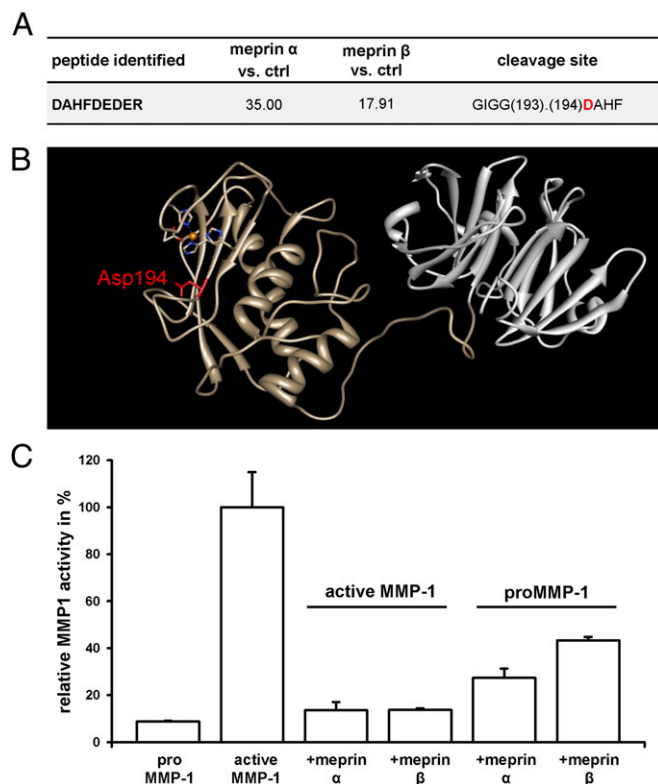 A
peptide identified
meprin α
vs. ctrl
meprin β
vs. ctrl
cleavage site
DAHFDEDER
35.00
17.91
GIGG(193).(194)DAHF
B
Asp194
C
relative MMP1 activity in %
120
100
80
60
40
20
0
active MMP-1
proMMP-1
pro
MMP-1
active
MMP-1
+meprin
α
+meprin
β
+meprin
α
+meprin
β